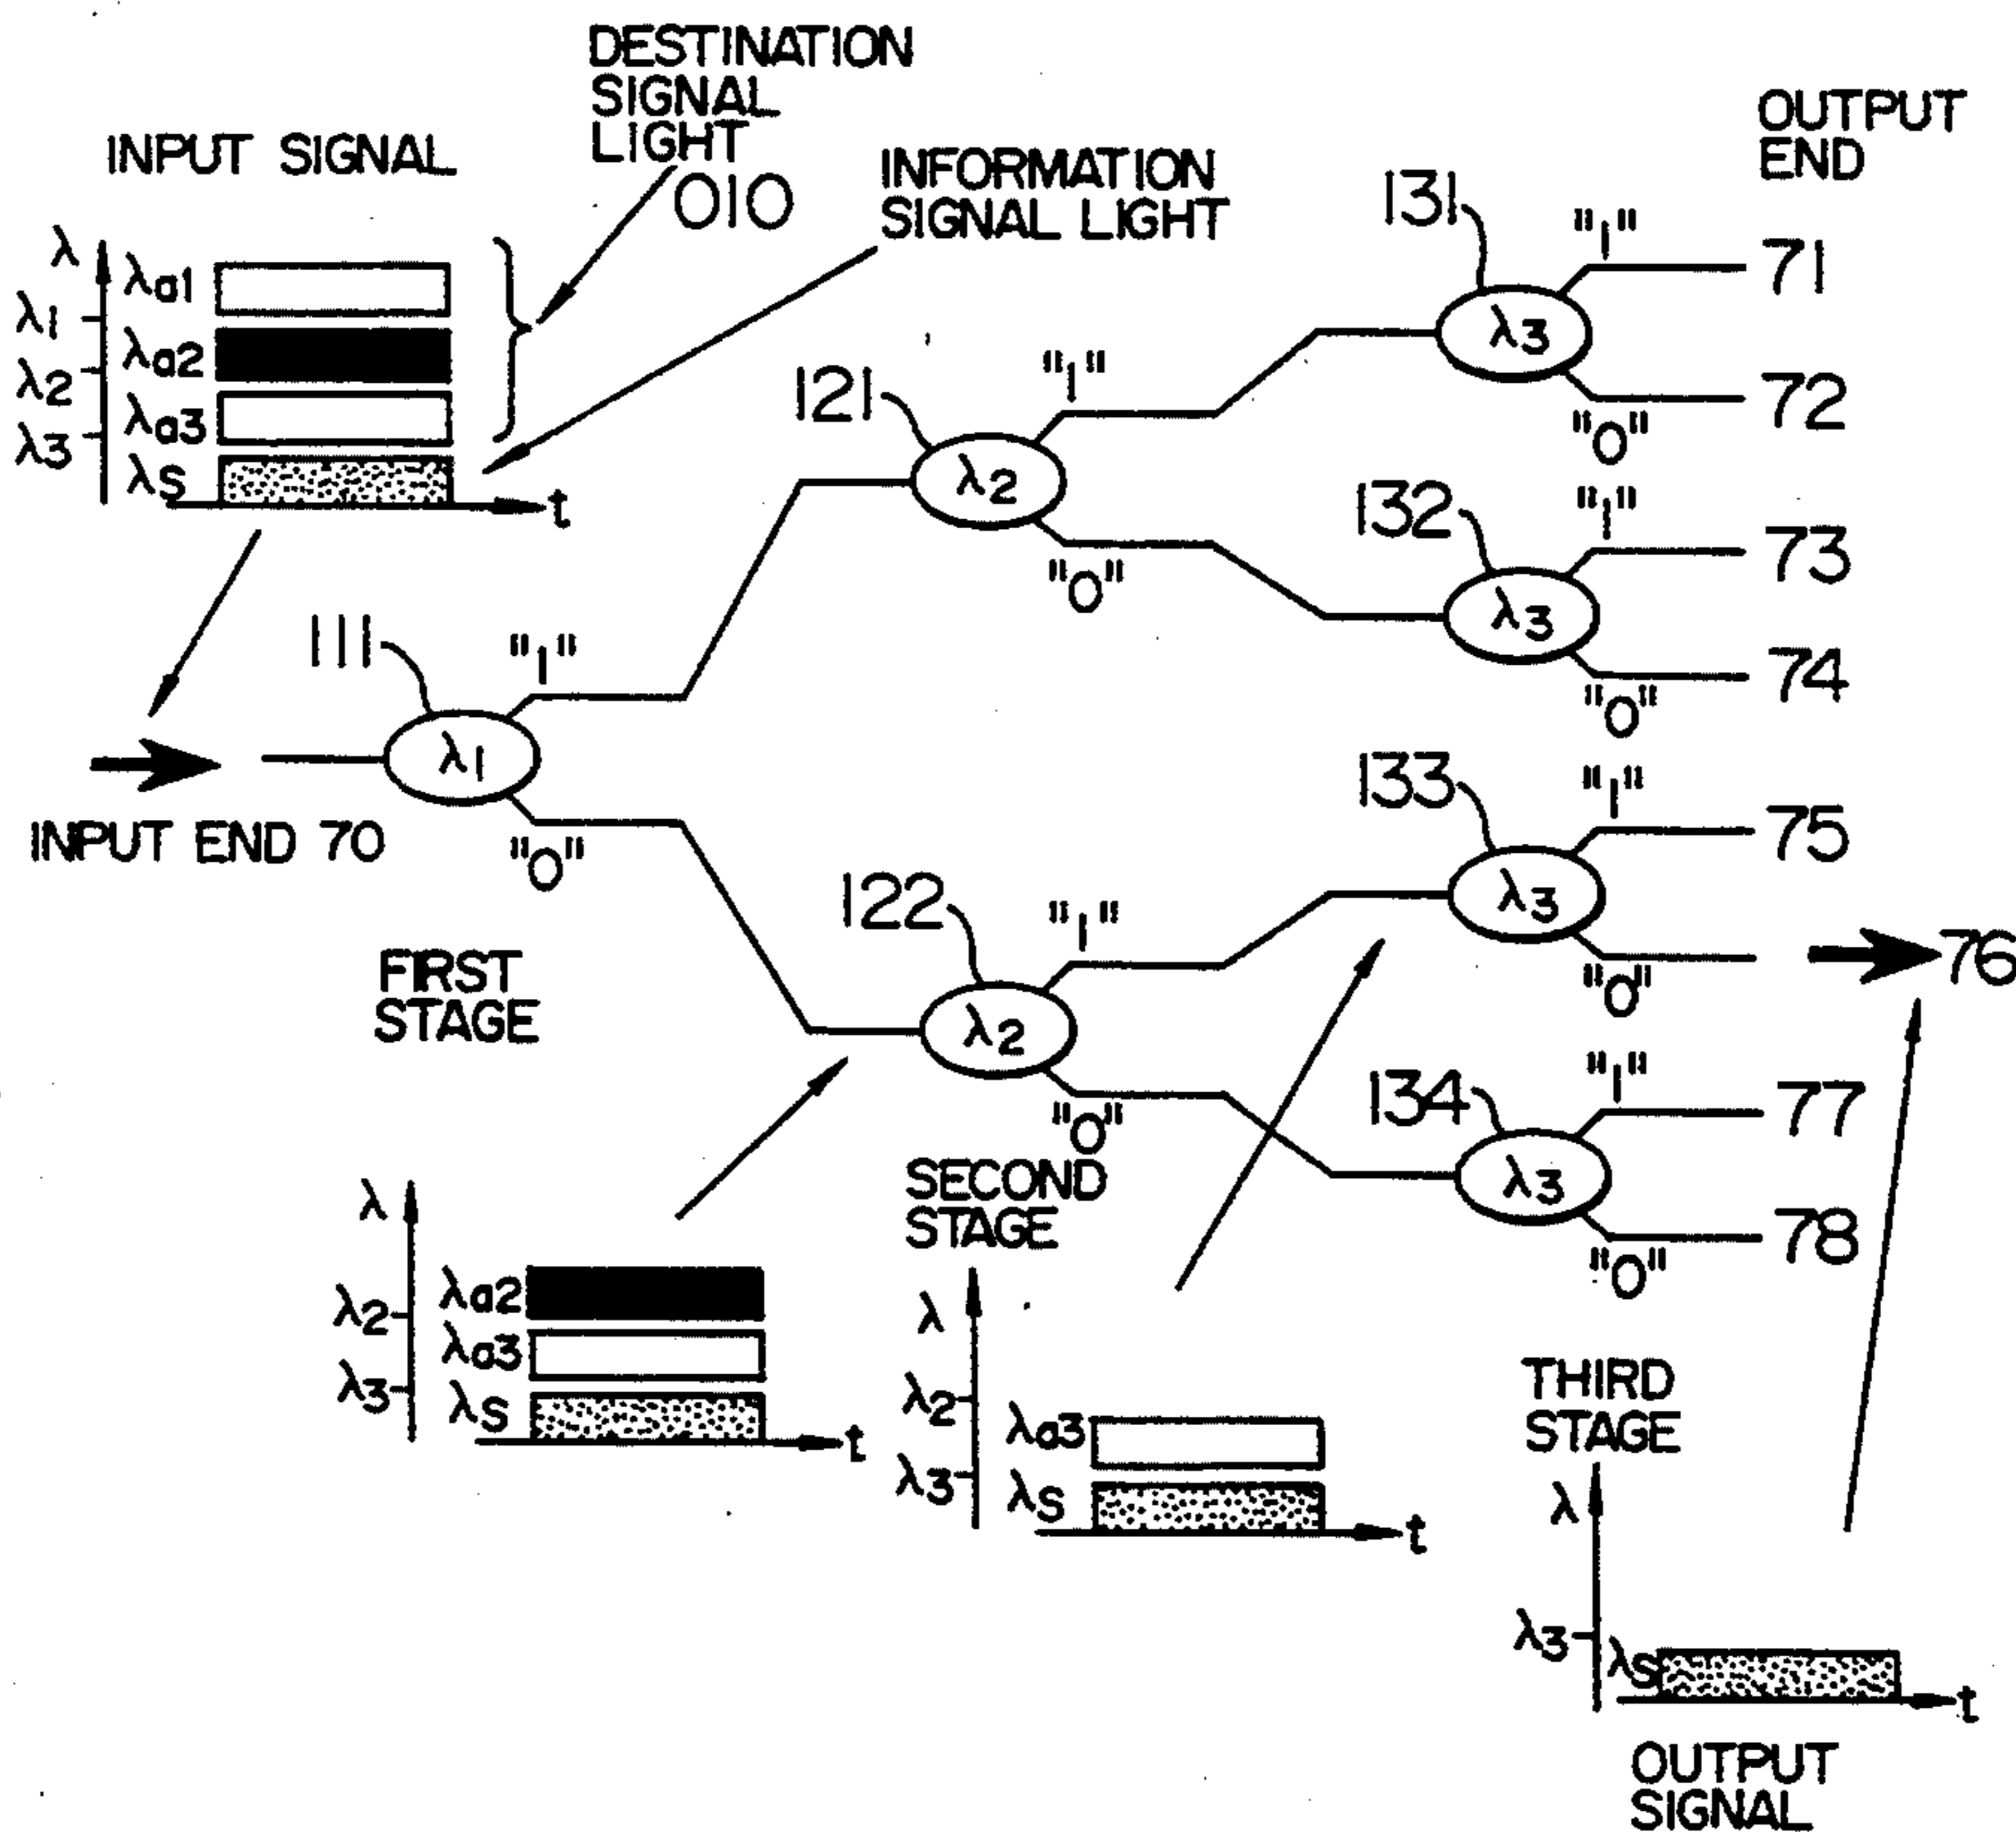 DESTINATION
SIGNAL
LIGHT
010
INPUT SIGNAL
INFORMATION
SIGNAL LIGHT
OUTPUT
END
λ
λ1
λ2
λ3
λa1
λa2
λa3
λS
t
131
λ3
"1"
"0"
71
72
121
λ2
"1"
"0"
132
λ3
"1"
"0"
73
74
111
λ1
"1"
"0"
INPUT END 70
133
λ3
"1"
"0"
75
76
122
λ2
"1"
"0"
134
λ3
"1"
"0"
77
78
FIRST
STAGE
λ
λ2
λ3
λa2
λa3
λS
t
SECOND
STAGE
λ
λ2
λ3
λa3
λS
t
THIRD
STAGE
λ
λ3
λS
t
OUTPUT
SIGNAL